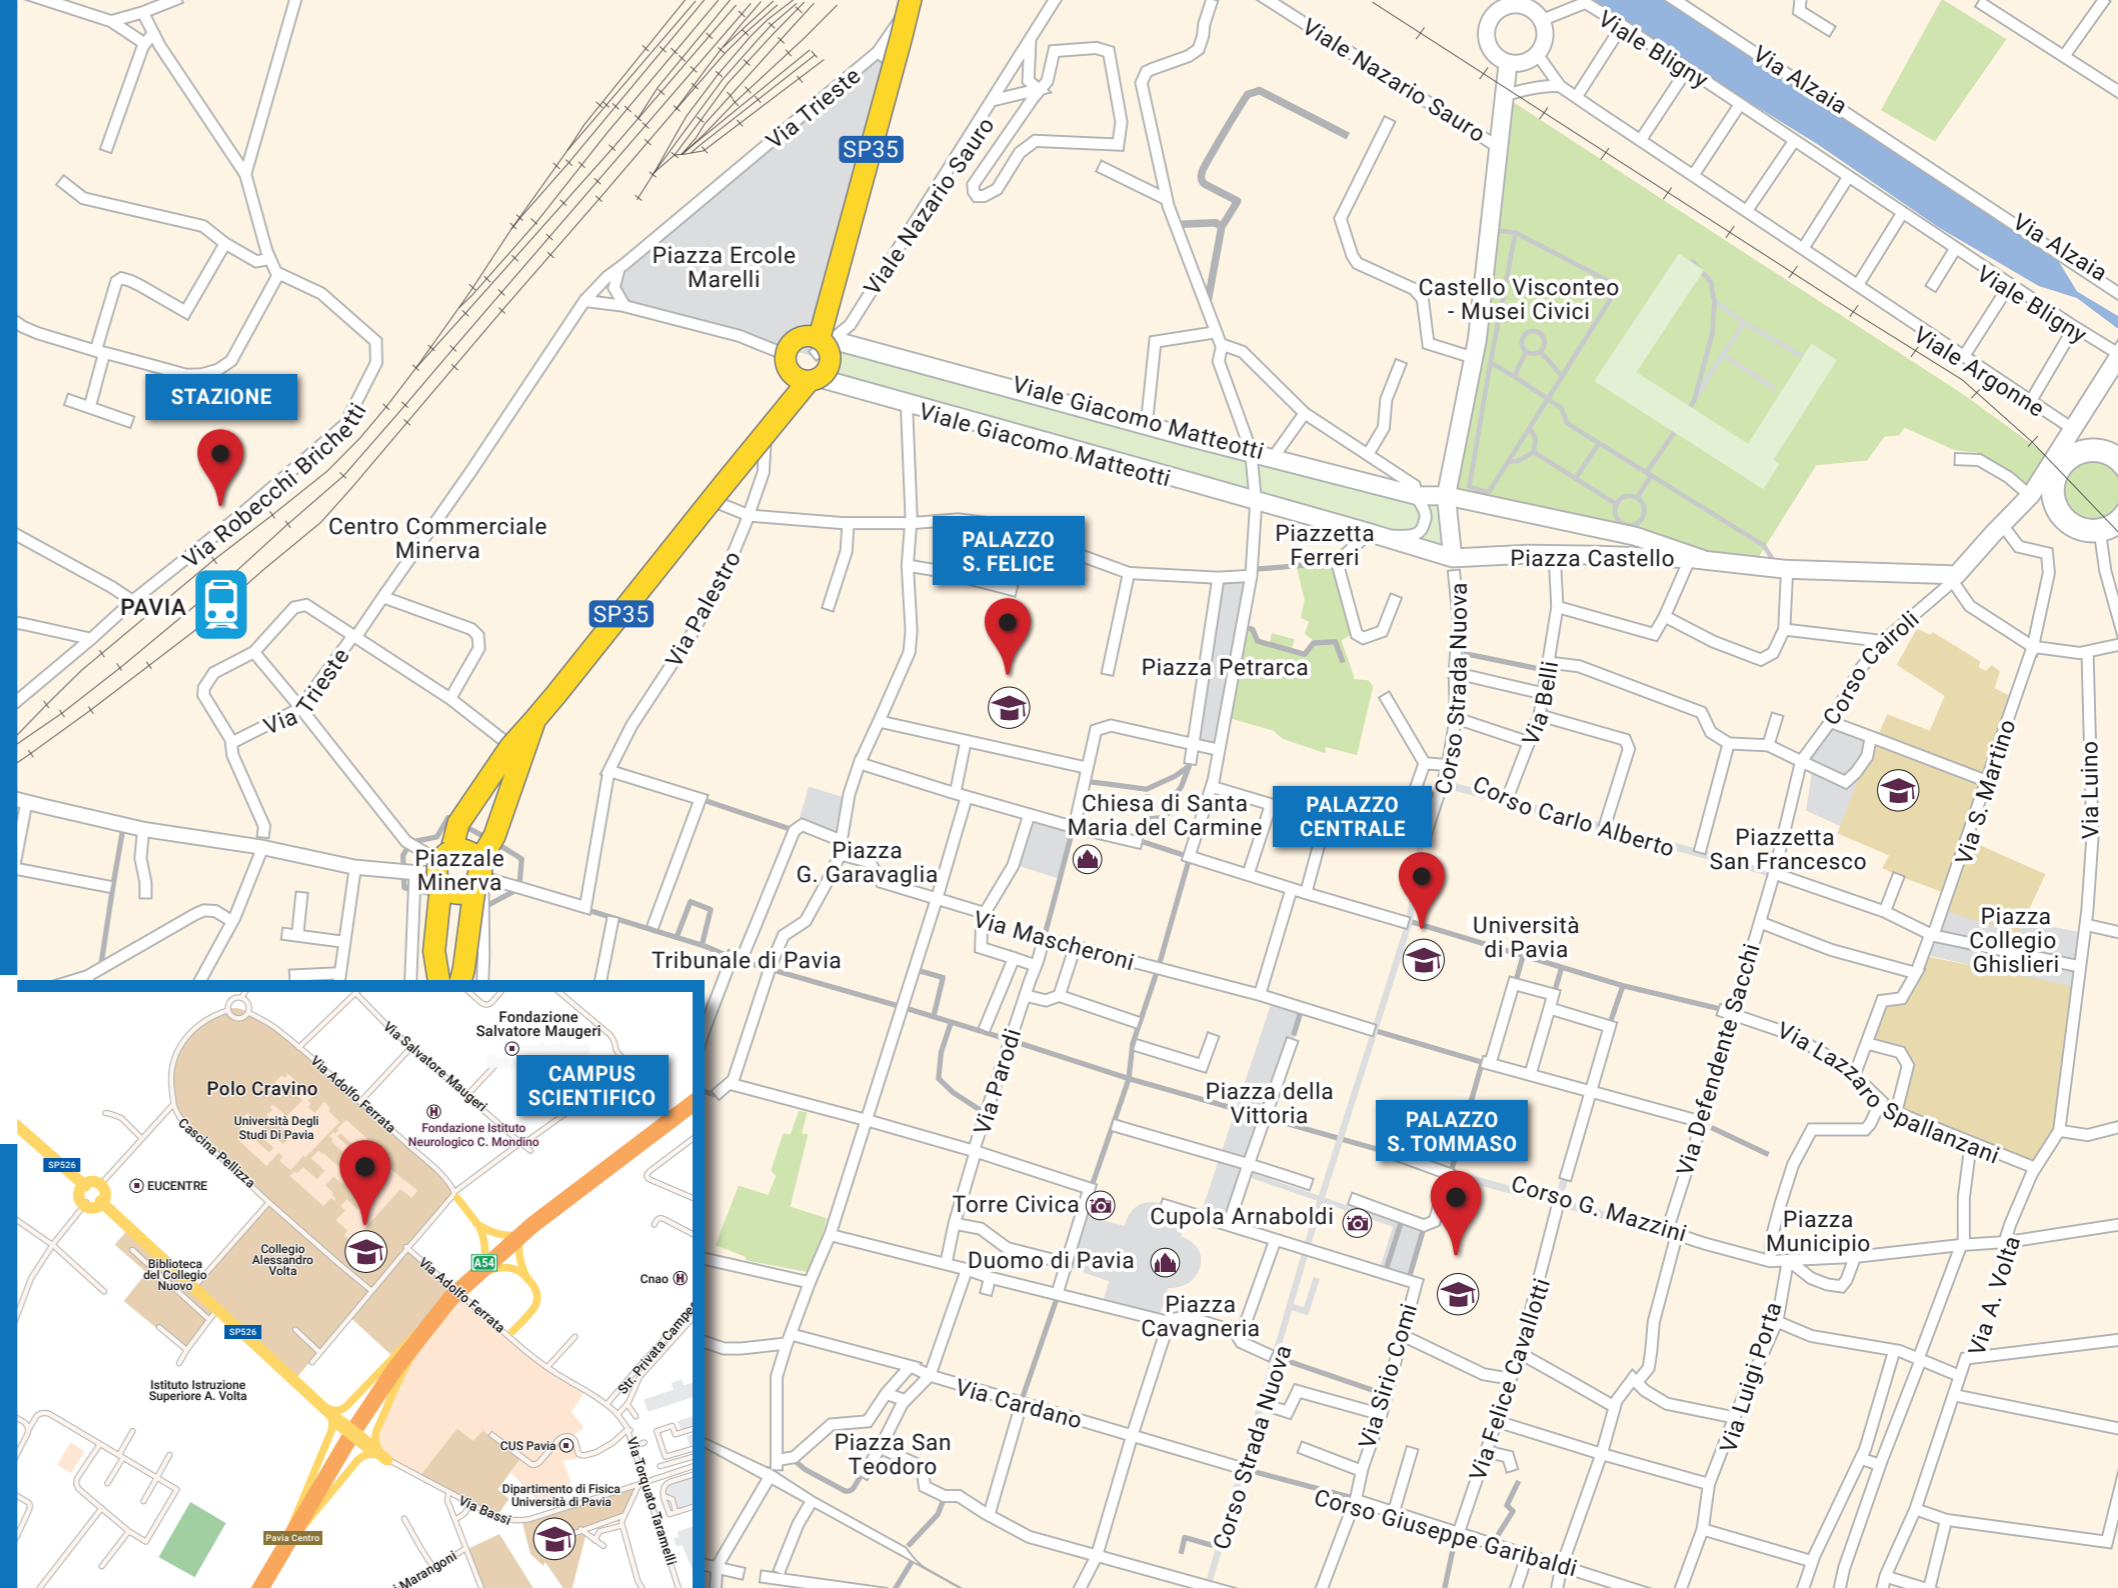 Viale Nazario Sauro
Viale Bligny
Via Alzaia
Via Trieste
SP35
Viale Nazario Sauro
Via Alzaia
Piazza Ercole
Marelli
Castello Visconteo
- Musei Civici
Viale Bligny
Viale Argonne
STAZIONE
Viale Giacomo Matteotti
Viale Giacomo Matteotti
Via Robecchi Brichetti
Centro Commerciale
Minerva
PALAZZO
S. FELICE
Piazzetta
Ferreri
Piazza Castello
PAVIA
SP35
Via Palestro
Via Trieste
Piazza Petrarca
Corso Strada Nuova
Via Belli
Corso Cairoli
Via S. Martino
Via Luino
Chiesa di Santa
Maria del Carmine
PALAZZO
CENTRALE
Corso Carlo Alberto
Piazzetta
San Francesco
Piazzale
Minerva
Piazza
G. Garavaglia
Via Mascheroni
Università
di Pavia
Piazza
Collegio
Ghislieri
Tribunale di Pavia
Via Defendente Sacchi
Via Lazzaro Spallanzani
Via Parodi
Piazza della
Vittoria
PALAZZO
S. TOMMASO
Torre Civica
Cupola Arnaboldi
Corso G. Mazzini
Piazza
Municipio
Duomo di Pavia
Piazza
Cavagneria
Via A. Volta
Via Sirio Comi
Via Felice Cavallotti
Via Luigi Porta
Corso Strada Nuova
Via Cardano
Piazza San
Teodoro
Corso Giuseppe Garibaldi
Fondazione
Salvatore Maugeri
Via Salvatore Maugeri
CAMPUS
SCIENTIFICO
Via Adolfo Ferrata
Polo Cravino
Università Degli
Studi Di Pavia
H
Fondazione Istituto
Neurologico C. Mondino
Cascina Pellizza
SP526
EUCENTRE
Collegio
Alessandro
Volta
Biblioteca
del Collegio
Nuovo
A54
Via Adolfo Ferrata
Cnao H
SP526
Str. Privata Campe
Istituto Istruzione
Superiore A. Volta
CUS Pavia
Via Torquato Taramelli
Dipartimento di Fisica
Università di Pavia
Via Bassi
Pavia Centro
i Marangoni